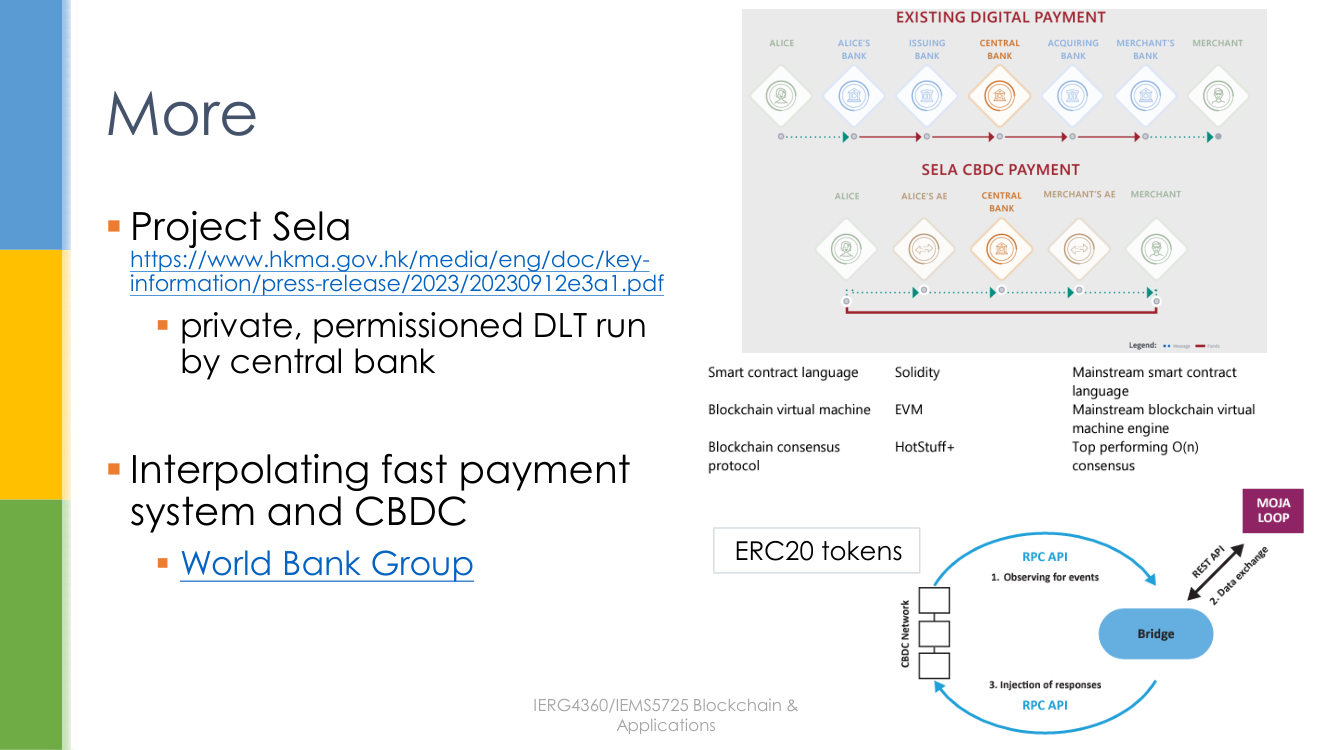 More
Project Sela
https://www.hkma.gov.hk/media/eng/doc/key-
information/press-release/2023/20230912e3a1.pdf
private, permissioned DLT run
by central bank
Interpolating fast payment
system and CBDC
World Bank Group
EXISTING DIGITAL PAYMENT
ALICE
ALICE'S
BANK
ISSUING
BANK
CENTRAL
BANK
ACQUIRING
BANK
MERCHANT'S
BANK
MERCHANT
SELA CBDC PAYMENT
ALICE
ALICE'S AE
CENTRAL
BANK
MERCHANT'S AE
MERCHANT
Legend: Message Funds
Smart contract language
Solidity
Mainstream smart contract
language
Blockchain virtual machine
EVM
Mainstream blockchain virtual
machine engine
Blockchain consensus
protocol
HotStuff+
Top performing O(n)
consensus
ERC20 tokens
MOJA
LOOP
RPC API
1. Observing for events
REST API
2. Data exchange
CBDC Network
Bridge
3. Injection of responses
RPC API
IERG4360/IEMS5725 Blockchain &
Applications